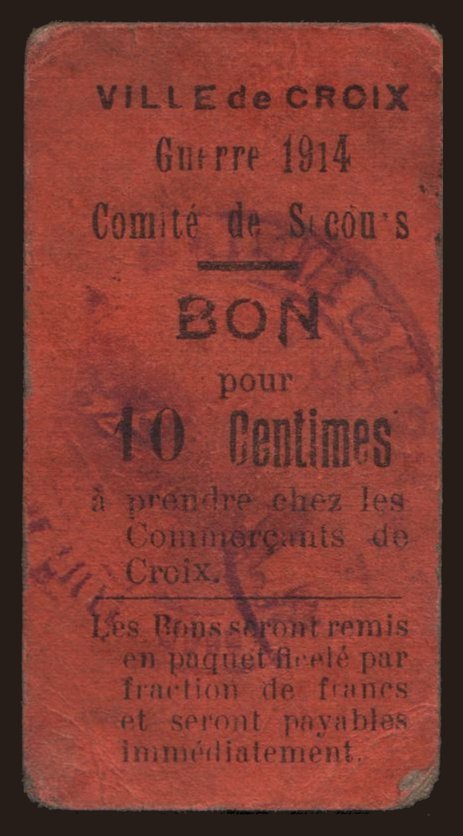 VILLE de CROIX
Guerre 1914
Comité de Secours
BON
pour
10 Centimes
à prendre chez les
Commerçants de
Croix.
Les Bons seront remis
en paquet ficelé par
fraction de francs
et seront payables
immédiatement.